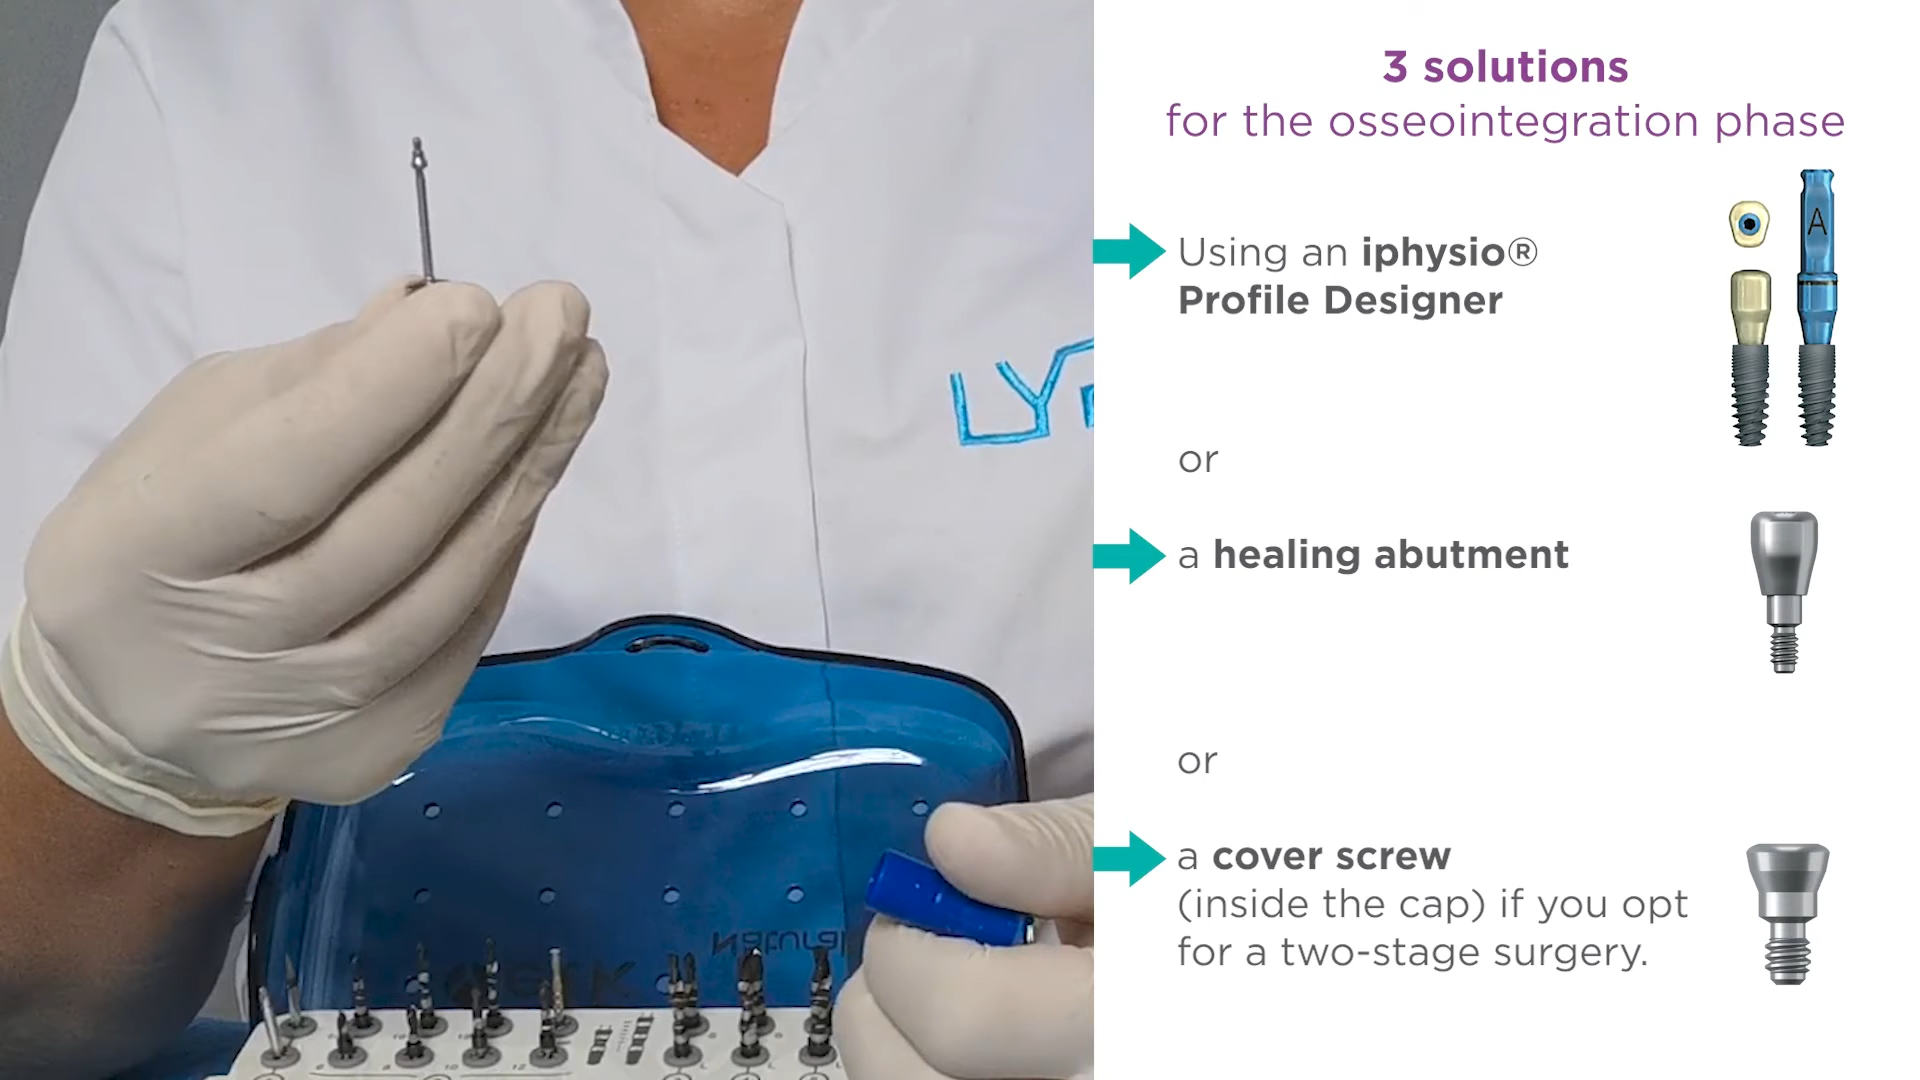 3 solutions
for the osseointegration phase
Using an iphysio®
Profile Designer
A
or
a healing abutment
or
a cover screw
(inside the cap) if you opt
for a two-stage surgery.
LY